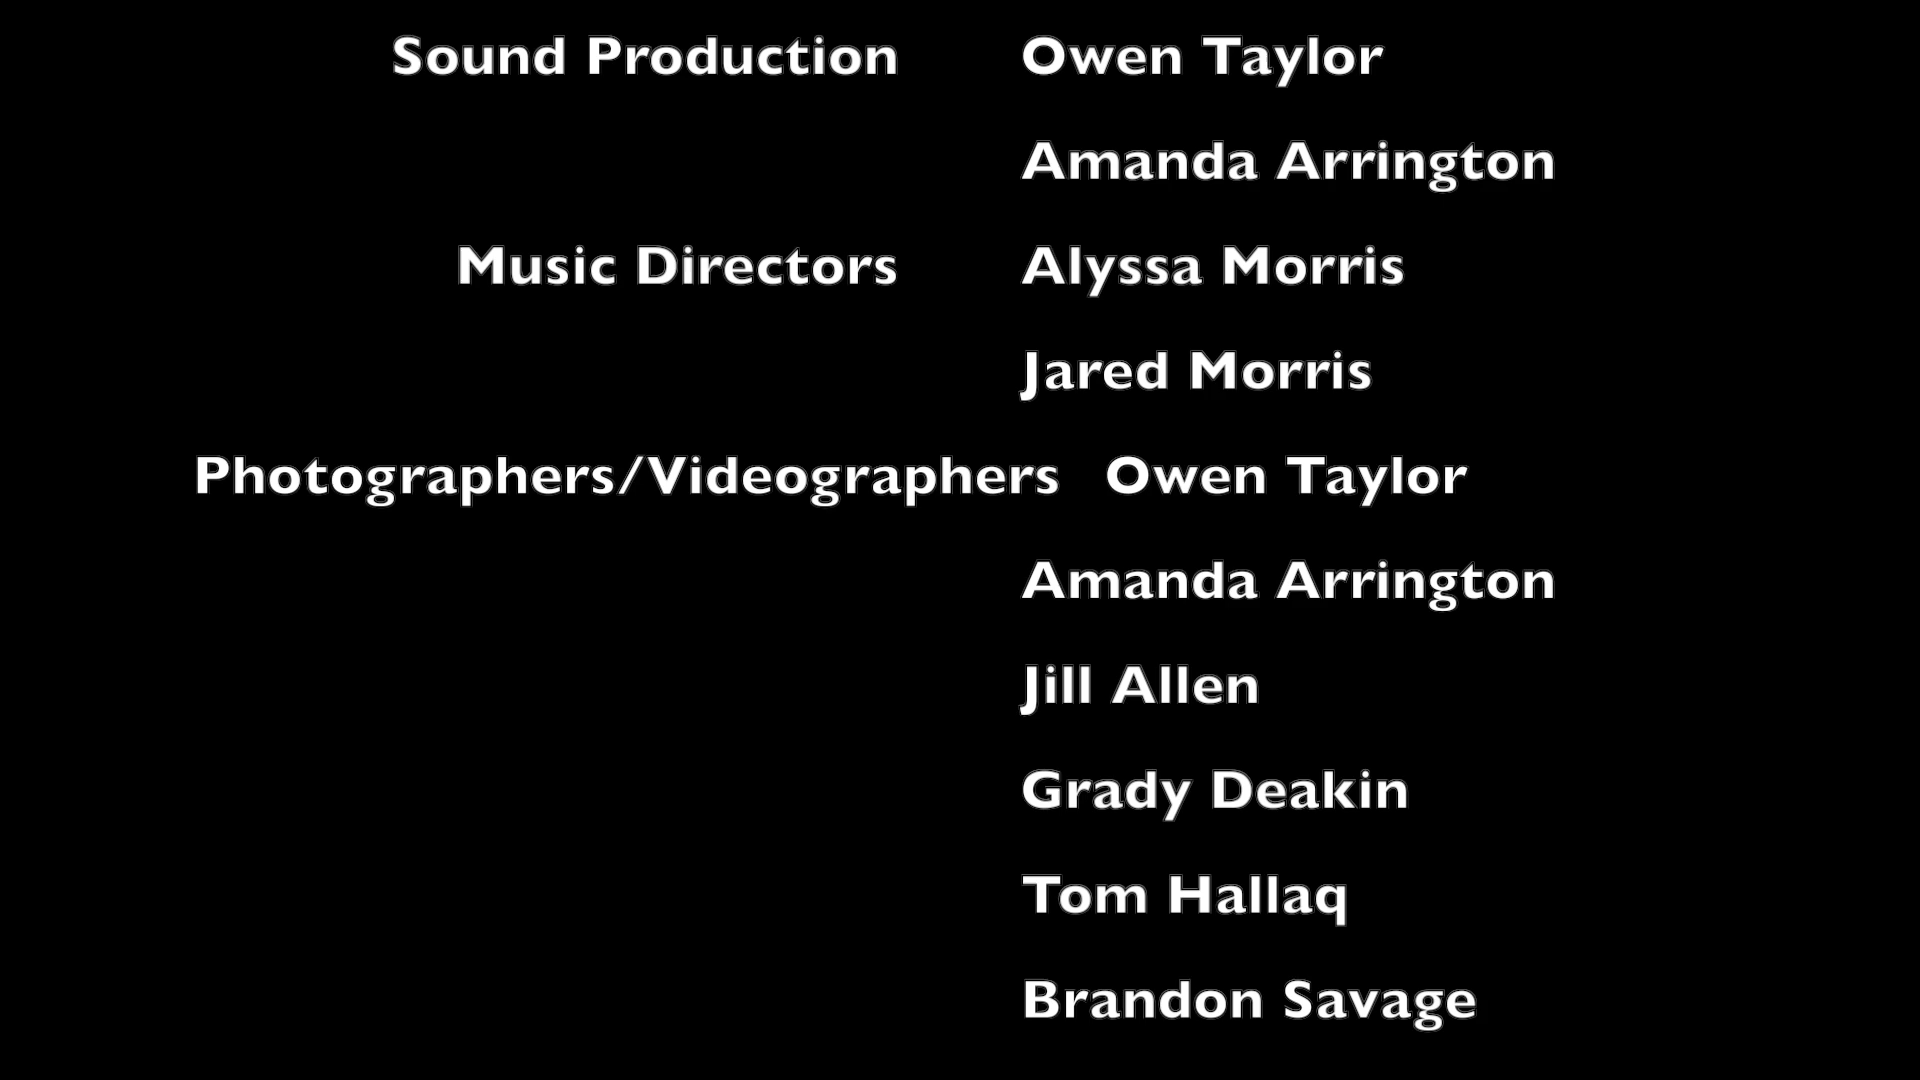 Sound Production Owen Taylor
Amanda Arrington
Music Directors Alyssa Morris
Jared Morris
Photographers/Videographers Owen Taylor
Amanda Arrington
Jill Allen
Grady Deakin
Tom Hallaq
Brandon Savage